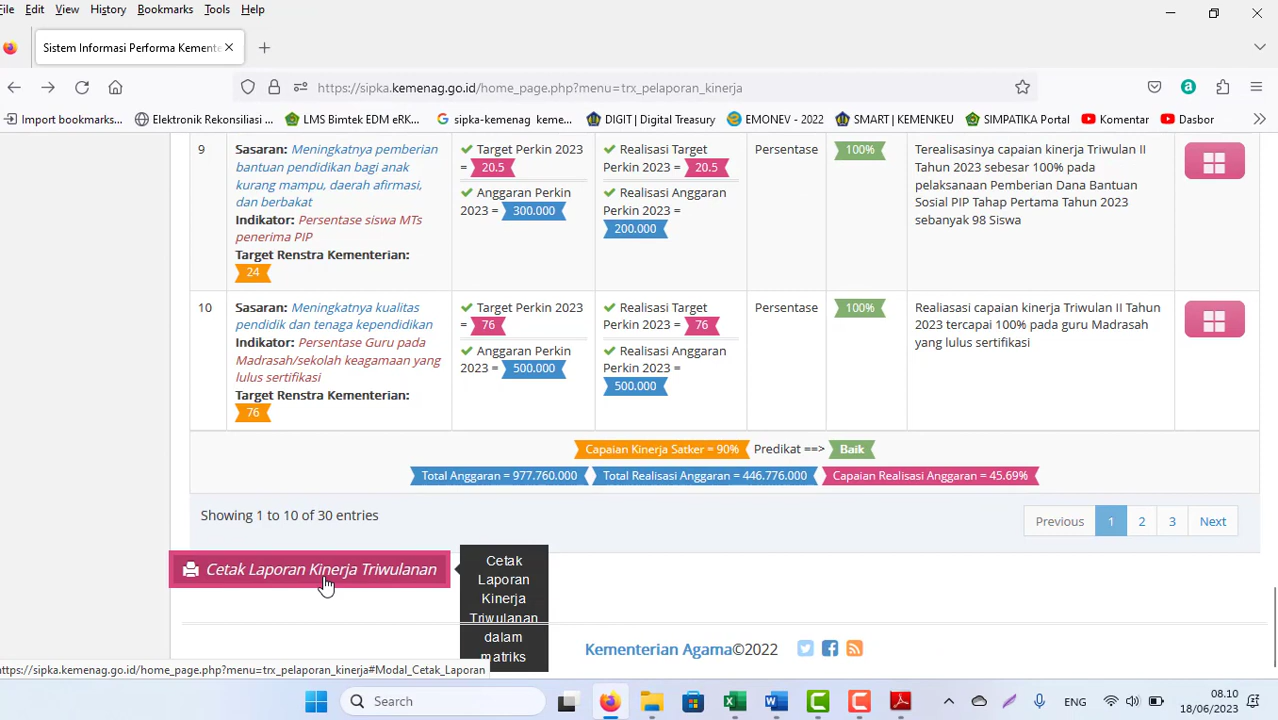 File Edit View History Bookmarks Tools Help
Sistem Informasi Performa Kemente
https://sipka.kemenag.go.id/home_page.php?menu=trx_pelaporan_kinerja
Import bookmarks... Elektronik Rekonsiliasi ... LMS Bimtek EDM eRK... sipka-kemenag keme... DIGIT | Digital Treasury EMONEV - 2022 SMART | KEMENKEU SIMPATIKA Portal Komentar Dasbor
9
Sasaran: Meningkatnya pemberian
bantuan pendidikan bagi anak
kurang mampu, daerah afirmasi,
dan berbakat
Indikator: Persentase siswa MTs
penerima PIP
Target Renstra Kementerian:
24
Target Perkin 2023
= 20.5
Anggaran Perkin
2023 = 300.000
Realisasi Target
Perkin 2023 = 20.5
Realisasi Anggaran
Perkin 2023 =
200.000
Persentase
100%
Terealisasinya capaian kinerja Triwulan II
Tahun 2023 sebesar 100% pada
pelaksanaan Pemberian Dana Bantuan
Sosial PIP Tahap Pertama Tahun 2023
sebanyak 98 Siswa
10
Sasaran: Meningkatnya kualitas
pendidik dan tenaga kependidikan
Indikator: Persentase Guru pada
Madrasah/sekolah keagamaan yang
lulus sertifikasi
Target Renstra Kementerian:
76
Target Perkin 2023
= 76
Anggaran Perkin
2023 = 500.000
Realisasi Target
Perkin 2023 = 76
Realisasi Anggaran
Perkin 2023 =
500.000
Persentase
100%
Realiasasi capaian kinerja Triwulan II Tahun
2023 tercapai 100% pada guru Madrasah
yang lulus sertifikasi
Capaian Kinerja Satker = 90% Predikat ==> Baik
Total Anggaran = 977.760.000 Total Realisasi Anggaran = 446.776.000 Capaian Realisasi Anggaran = 45.69%
Showing 1 to 10 of 30 entries
Previous 1 2 3 Next
Cetak Laporan Kinerja Triwulanan
Cetak
Laporan
Kinerja
Triwulanan
dalam
matriks
Kementerian Agama©2022
https://sipka.kemenag.go.id/home_page.php?menu=trx_pelaporan_kinerja#Modal_Cetak_Laporan
Search
ENG
08.10
18/06/2023